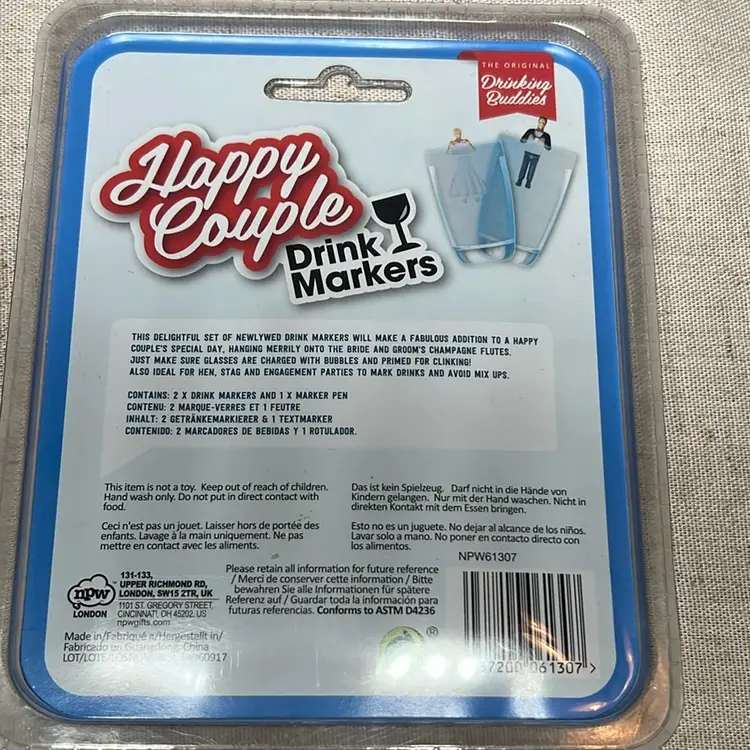 THE ORIGINAL
Drinking
Buddies
Happy
Couple
Drink
Markers
THIS DELIGHTFUL SET OF NEWLYWED DRINK MARKERS WILL MAKE A FABULOUS ADDITION TO A HAPPY
COUPLE'S SPECIAL DAY, HANGING MERRILY ONTO THE BRIDE AND GROOM'S CHAMPAGNE FLUTES.
JUST MAKE SURE GLASSES ARE CHARGED WITH BUBBLES AND PRIMED FOR CLINKING!
ALSO IDEAL FOR HEN, STAG AND ENGAGEMENT PARTIES TO MARK DRINKS AND AVOID MIX UPS.
CONTAINS: 2 X DRINK MARKERS AND 1 X MARKER PEN
CONTENU: 2 MARQUE-VERRES ET 1 FEUTRE
INHALT: 2 GETRÄNKEMARKIERER & 1 TEXTMARKER
CONTENIDO: 2 MARCADORES DE BEBIDAS Y 1 ROTULADOR.
This item is not a toy. Keep out of reach of children.
Hand wash only. Do not put in direct contact with
food.
Ceci n'est pas un jouet. Laisser hors de portée des
enfants. Lavage à la main uniquement. Ne pas
mettre en contact avec les aliments.
Das ist kein Spielzeug. Darf nicht in die Hände von
Kindern gelangen. Nur mit der Hand waschen. Nicht in
direkten Kontakt mit dem Essen bringen.
Esto no es un juguete. No dejar al alcance de los niños.
Lavar solo a mano. No poner en contacto directo con
los alimentos.
NPW61307
npw
LONDON
131-133,
UPPER RICHMOND RD,
LONDON, SW15 2TR, UK
1101 ST. GREGORY STREET,
CINCINNATI, OH 45202, US
npwgifts.com
Made in/Fabriqué à/Hergestellt in/
Fabricado en Guangdong, China
LOT/LOTE/
60917
Please retain all information for future reference
/ Merci de conserver cette information / Bitte
bewahren Sie alle Informationen für spätere
Referenz auf / Guardar toda la información para
futuras referencias. Conforms to ASTM D4236
®
37200 061307 >